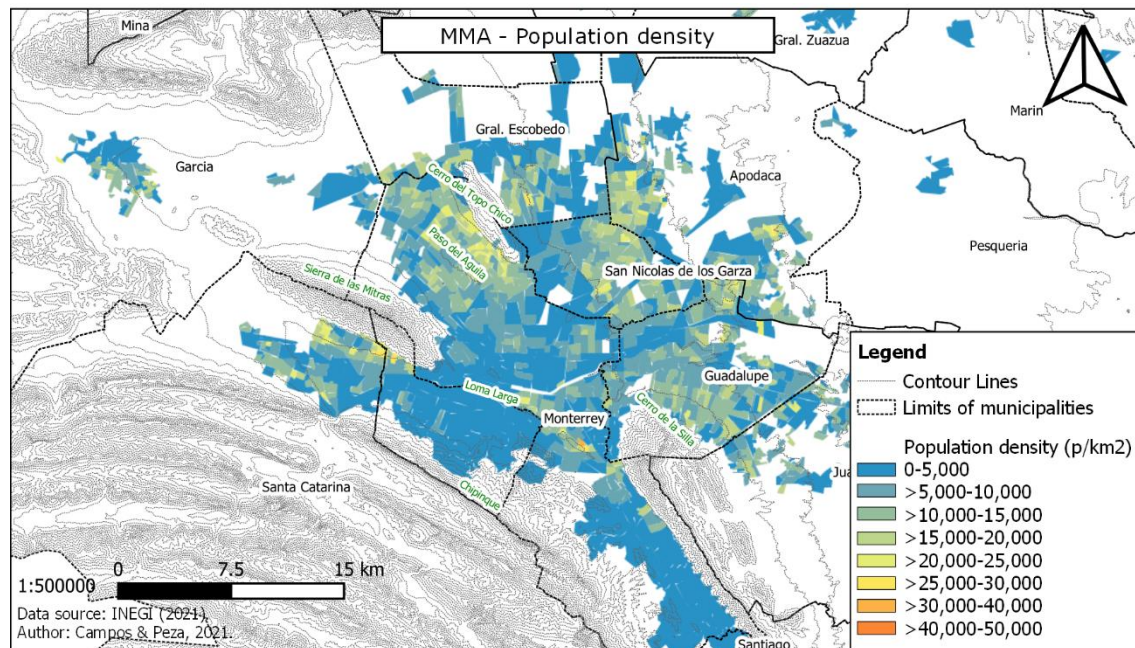 MMA - Population density
Mina
Gral. Zuazua
Marin
Gral. Escobedo
Garcia
Apodaca
Cerro del Topo Chico
Paso del Aguila
Pesqueria
San Nicolas de los Garza
Sierra de las Mitras
Guadalupe
Loma Larga
Cerro de la Silla
Monterrey
Jua
Santa Catarina
Chipinque
Santiago
1:500000
0 7.5 15 km
Data source: INEGI (2021),
Author: Campos & Peza, 2021.
Legend
Contour Lines
Limits of municipalities
Population density (p/km2)
0-5,000
>5,000-10,000
>10,000-15,000
>15,000-20,000
>20,000-25,000
>25,000-30,000
>30,000-40,000
>40,000-50,000